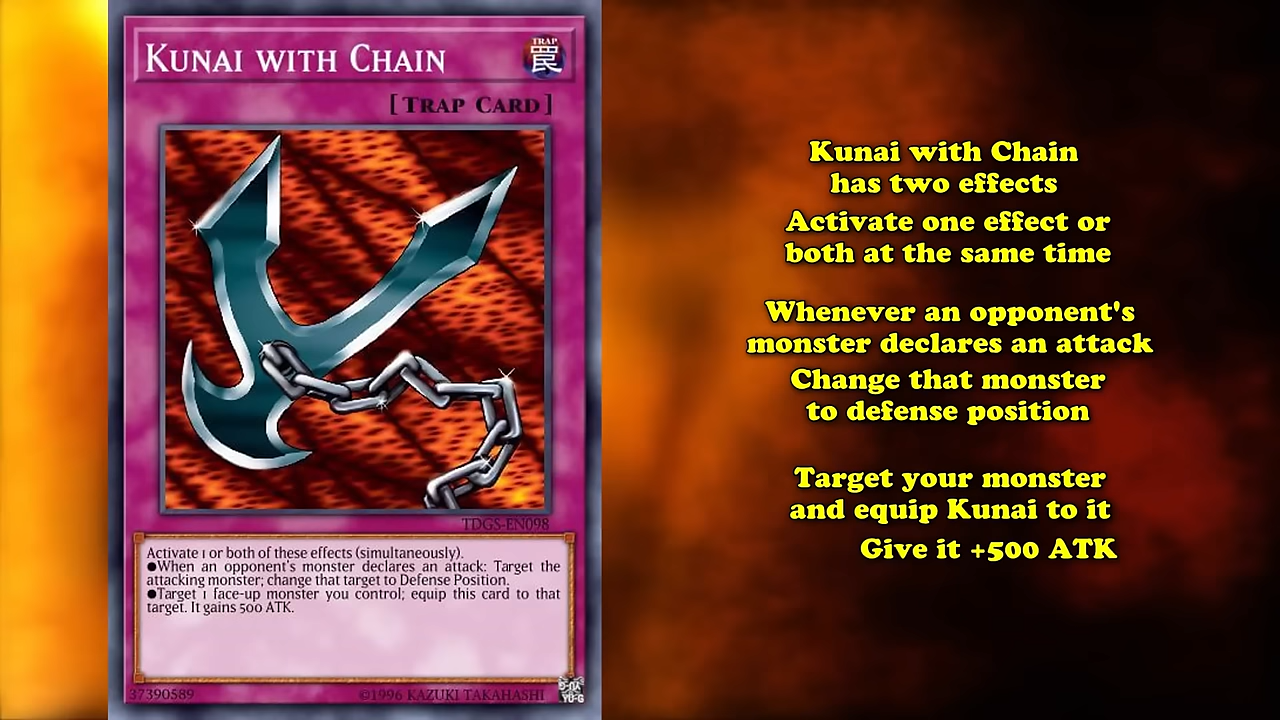 Kunai with Chain
TRAP
罠
[Trap Card]
TDGS-EN098
Activate 1 or both of these effects (simultaneously).
●When an opponent's monster declares an attack: Target the
attacking monster; change that target to Defense Position.
●Target 1 face-up monster you control; equip this card to that
target. It gains 500 ATK.
37390589
©1996 KAZUKI TAKAHASHI
Kunai with Chain
has two effects
Activate one effect or
both at the same time
Whenever an opponent's
monster declares an attack
Change that monster
to defense position
Target your monster
and equip Kunai to it
Give it +500 ATK